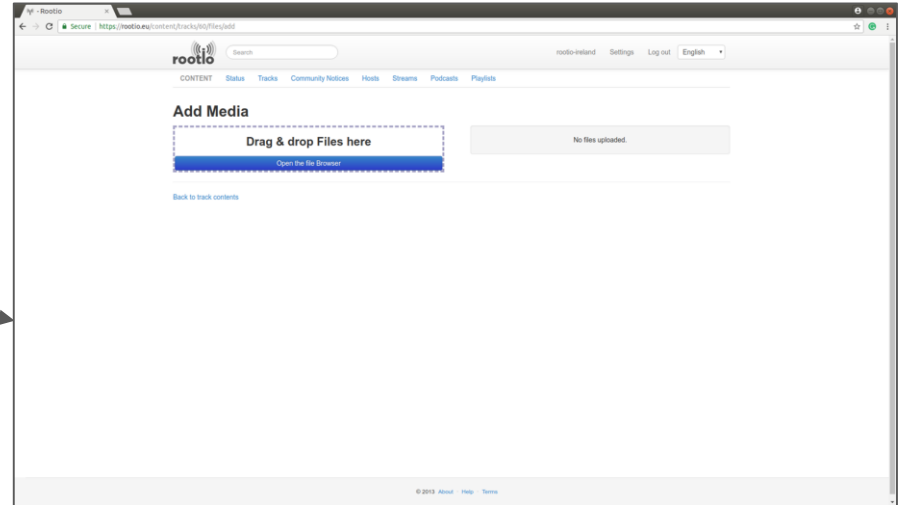 - Rootio
Secure https://rootio.eu/content/tracks/60/files/add
rootio
Search
rootio-ireland Settings Log out English
CONTENT Status Tracks Community Notices Hosts Streams Podcasts Playlists
Add Media
Drag & drop Files here
Open the file Browser
No files uploaded.
Back to track contents
© 2013 About Help Terms